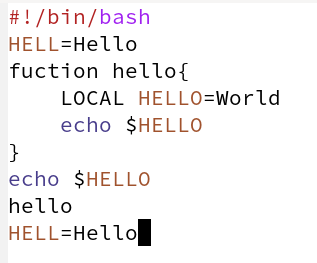 #!/bin/bash
HELL=Hello
fuction hello{
    LOCAL HELLO=World
    echo $HELLO
}
echo $HELLO
hello
HELL=Hello